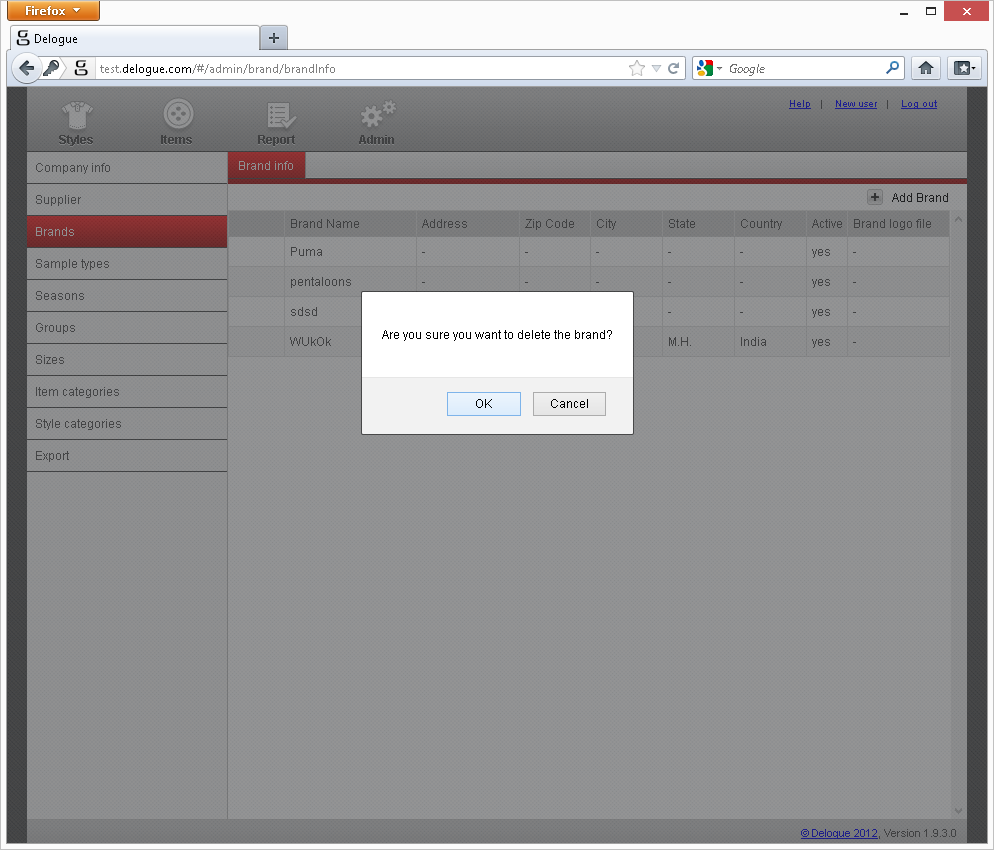 Firefox
Delogue
test.delogue.com/#/admin/brand/brandInfo
Google
Help | New user | Log out
Styles Items Report Admin
Company info
Supplier
Brands
Sample types
Seasons
Groups
Sizes
Item categories
Style categories
Export
Brand info
Add Brand
Brand Name Address Zip Code City State Country Active Brand logo file
Puma - - - - - yes -
pentaloons - - - - - yes -
sdsd - - yes -
WUkOk M.H. India yes -
Are you sure you want to delete the brand?
OK Cancel
© Delogue 2012, Version 1.9.3.0